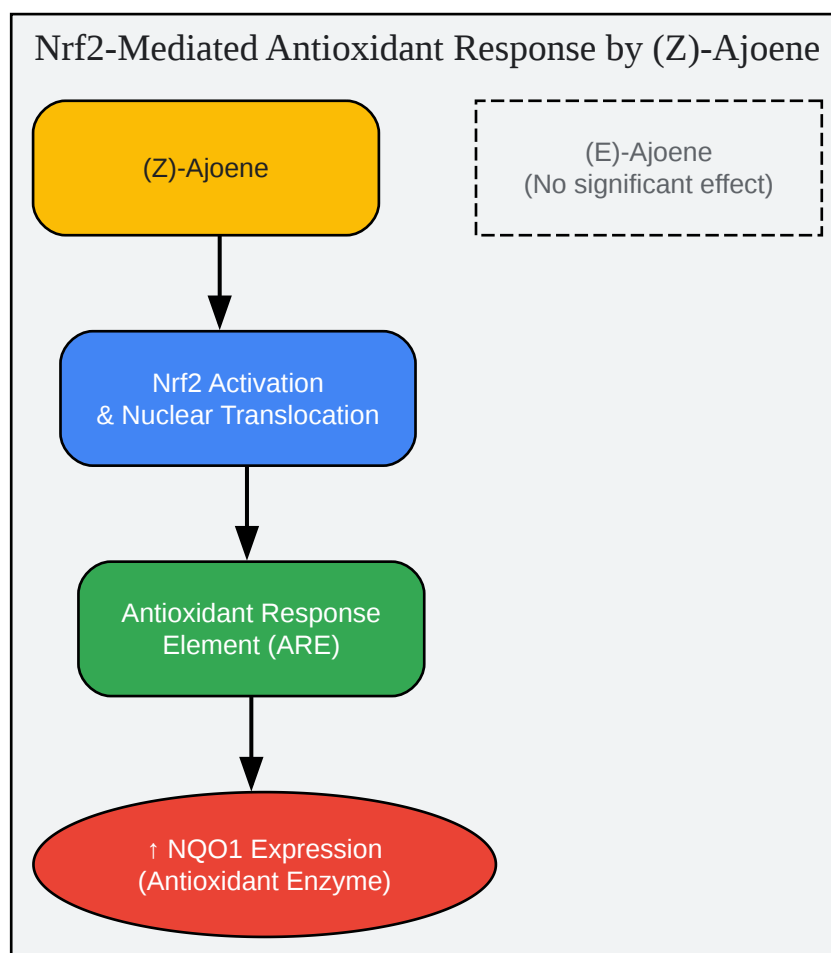 Nrf2-Mediated Antioxidant Response by (Z)-Ajoene
(Z)-Ajoene
(E)-Ajoene
(No significant effect)
Nrf2 Activation
& Nuclear Translocation
Antioxidant Response
Element (ARE)
↑ NQO1 Expression
(Antioxidant Enzyme)